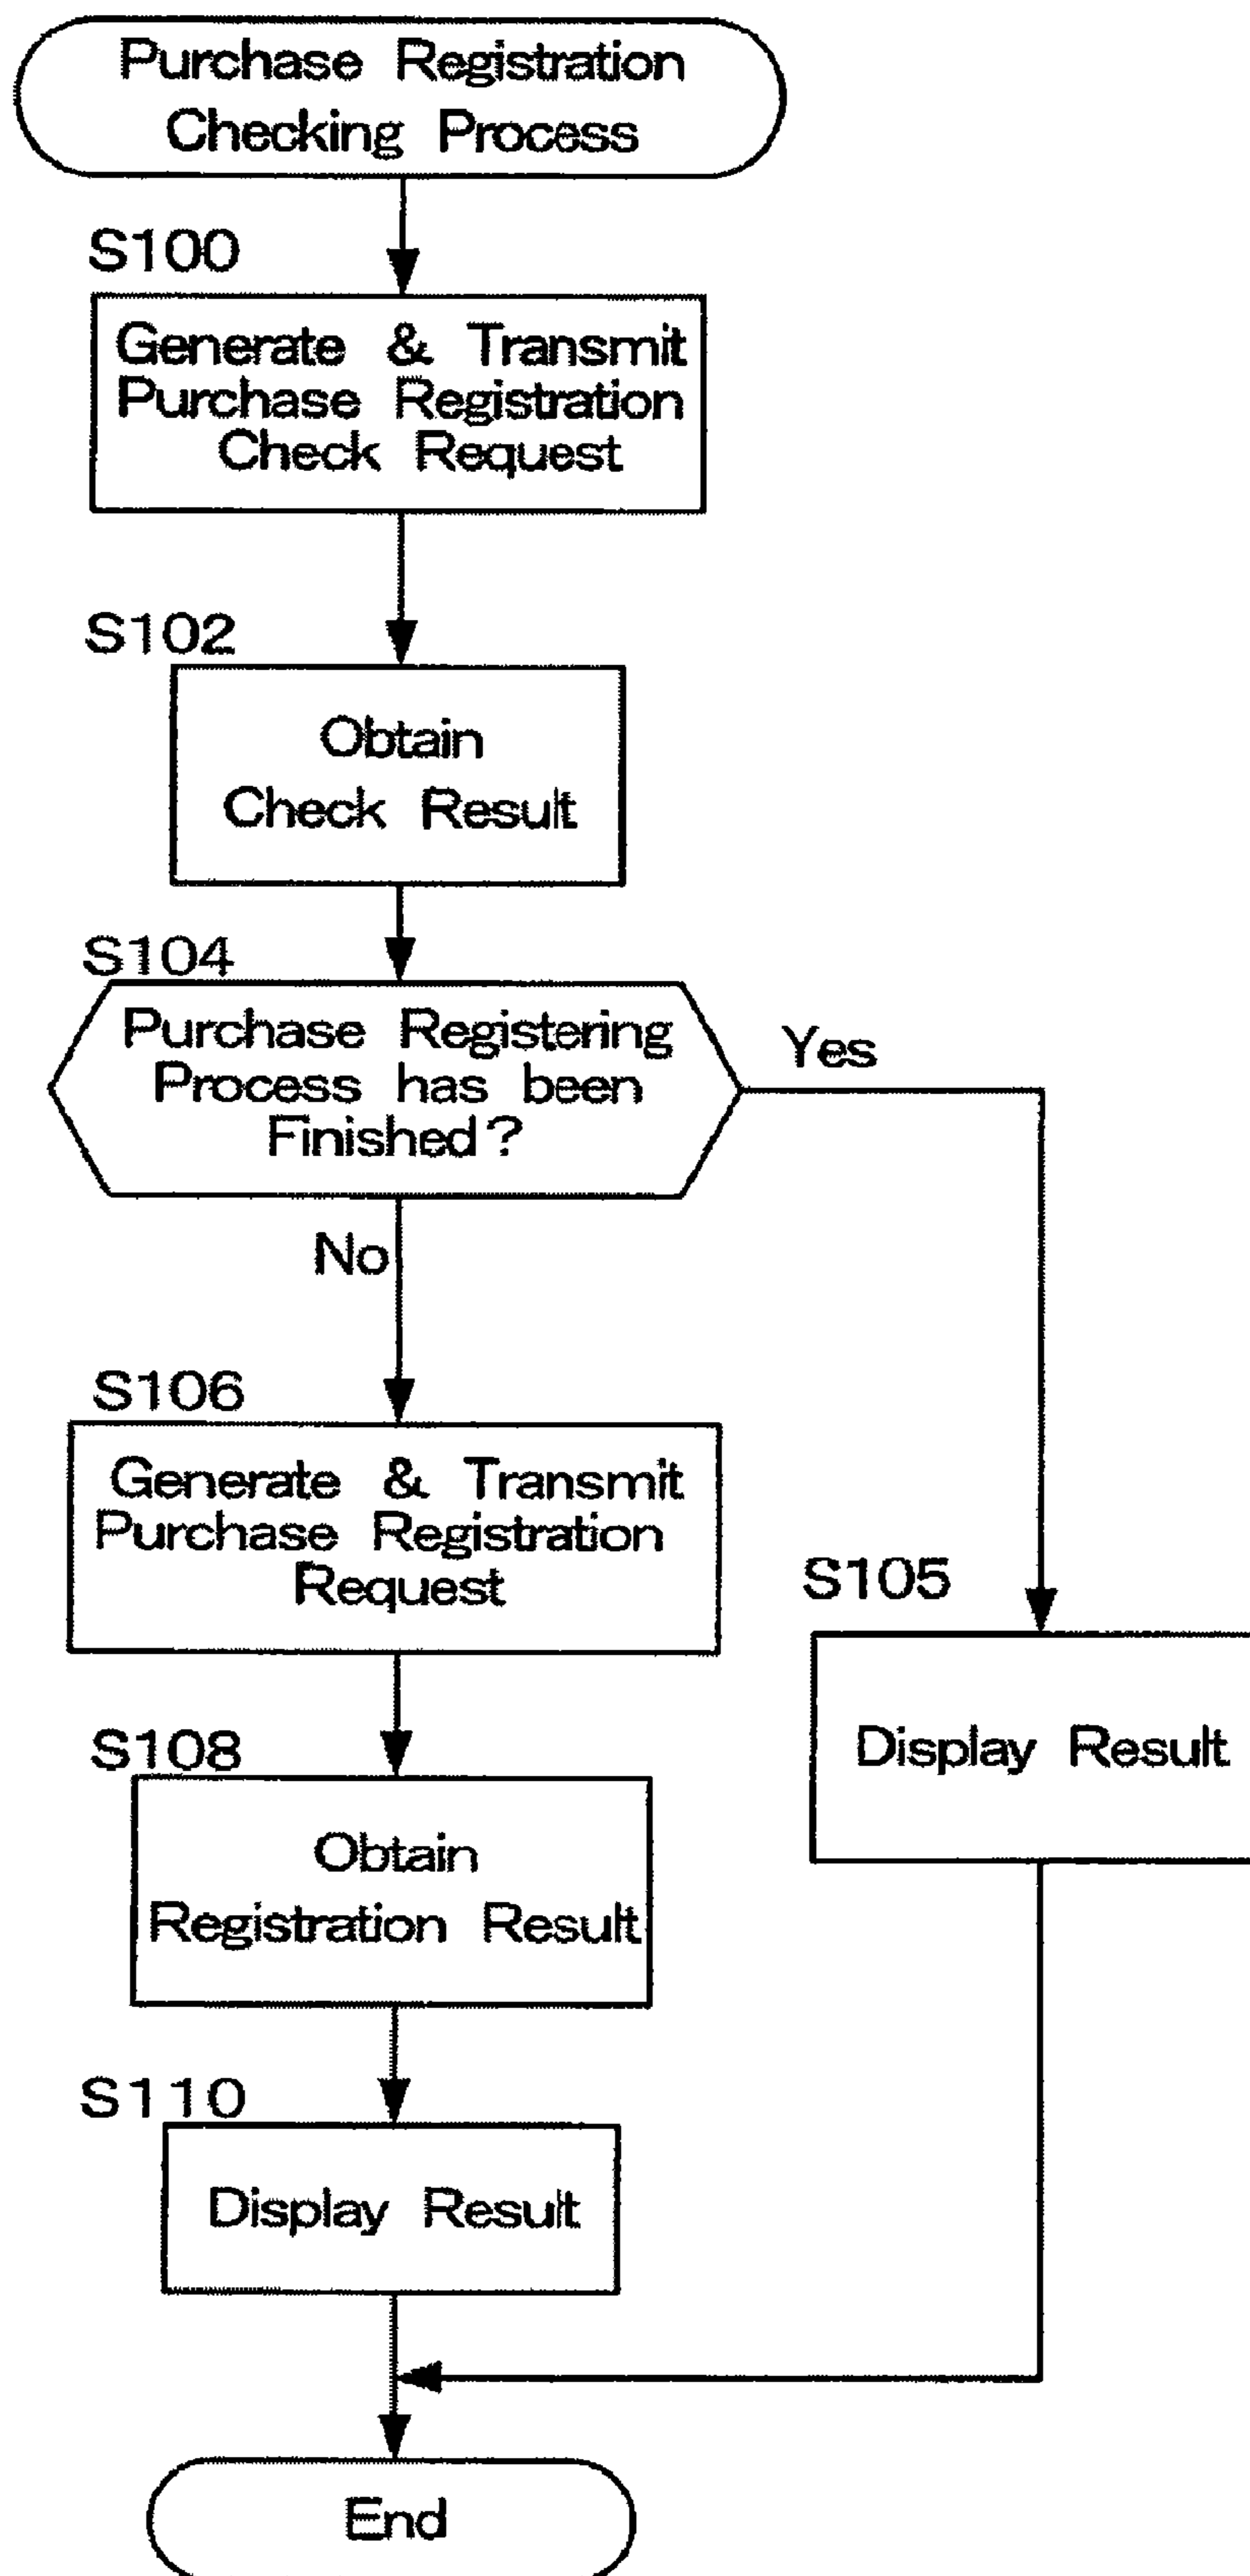 Purchase Registration
Checking Process
S100
Generate & Transmit
Purchase Registration
Check Request
S102
Obtain
Check Result
S104
Purchase Registering
Process has been
Finished?
Yes
No
S106
Generate & Transmit
Purchase Registration
Request
S105
Display Result
S108
Obtain
Registration Result
S110
Display Result
End